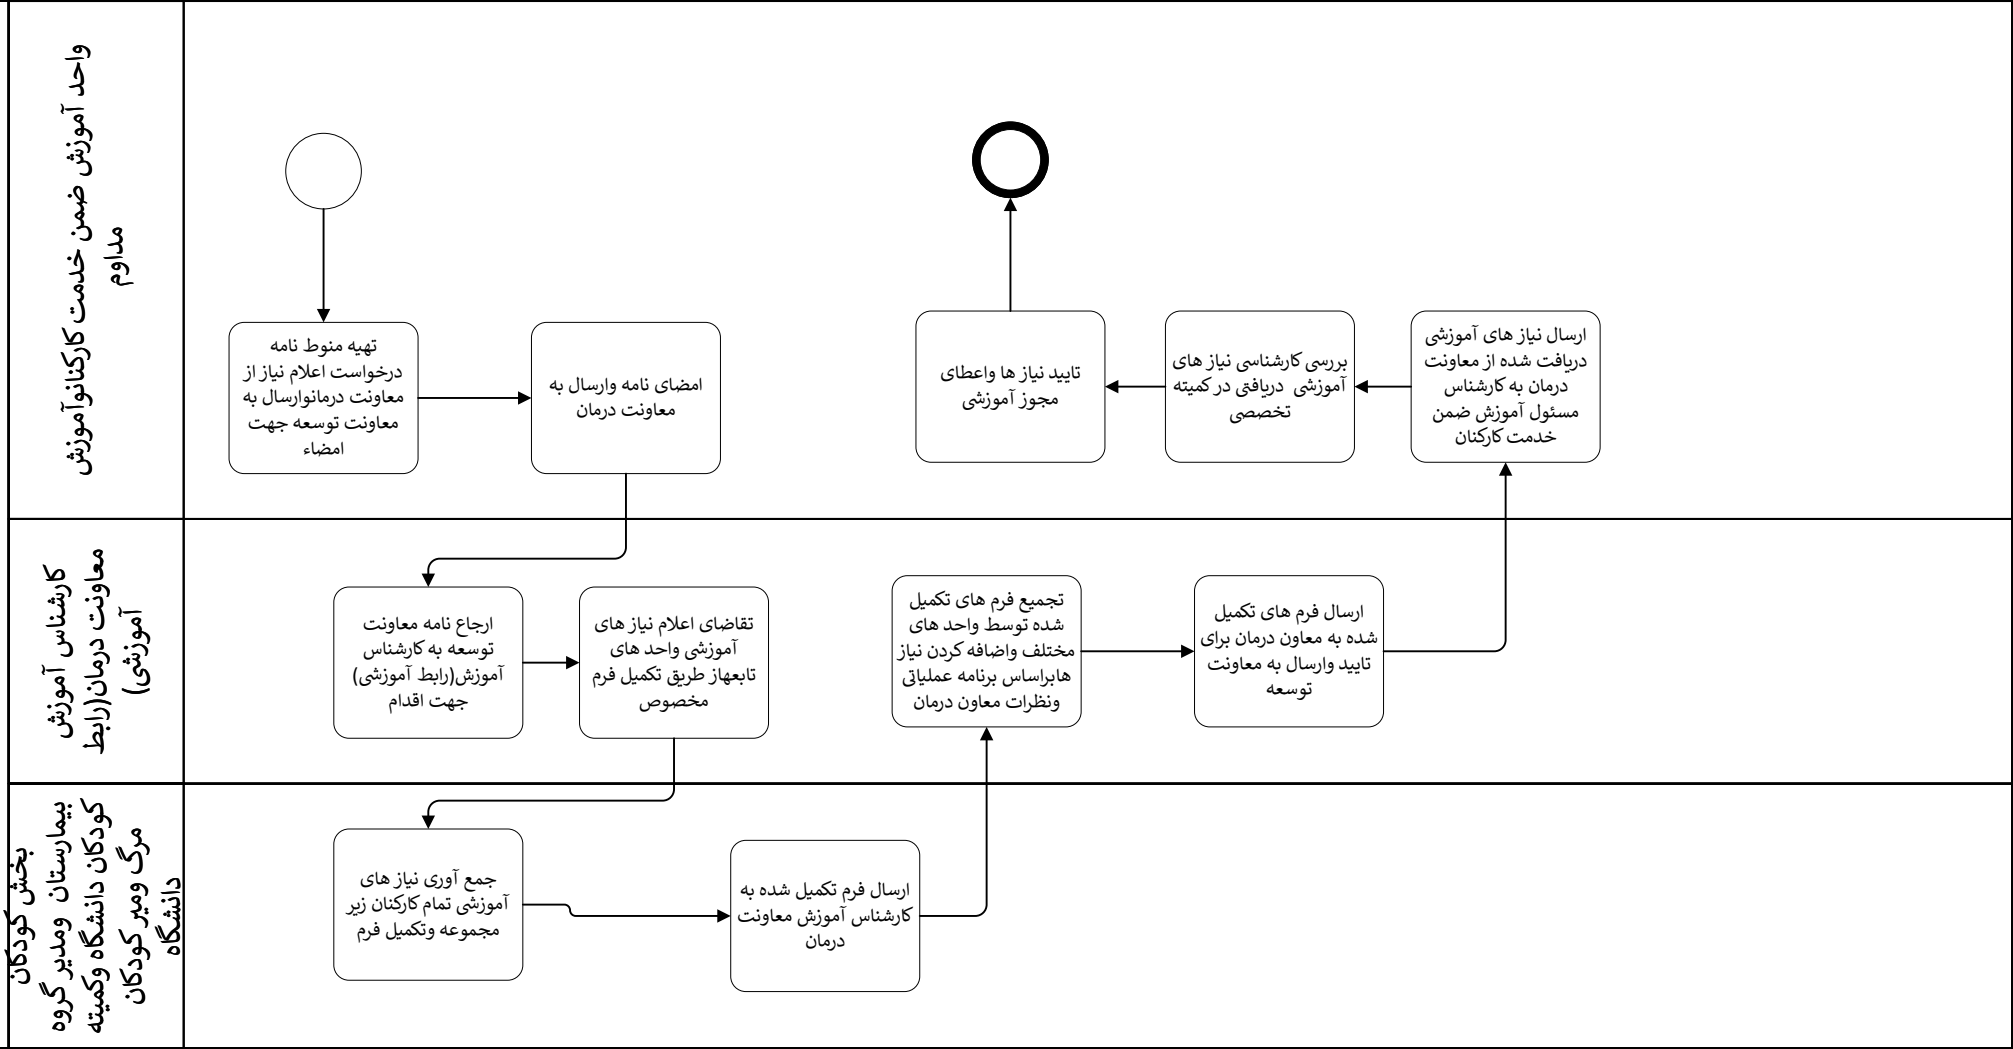 واحد آموزش ضمن خدمت کارکنانوآموزش
مداوم
تهیه منوط نامه
درخواست اعلام نیاز از
معاونت درمانوارسال به
معاونت توسعه جهت
امضاء
امضای نامه وارسال به
معاونت درمان
تایید نیاز ها واعطای
مجوز آموزشی
بررسی کارشناسی نیاز های
آموزشی دریافتی در کمیته
تخصصی
ارسال نیاز های آموزشی
دریافت شده از معاونت
درمان به کارشناس
مسئول آموزش ضمن
خدمت کارکنان
کارشناس آموزش
معاونت درمان(رابط
آموزشی)
ارجاع نامه معاونت
توسعه به کارشناس
آموزش(رابط آموزشی)
جهت اقدام
تقاضای اعلام نیاز های
آموزشی واحد های
تابعهاز طریق تکمیل فرم
مخصوص
تجمیع فرم های تکمیل
شده توسط واحد های
مختلف واضافه کردن نیاز
هابراساس برنامه عملیاتی
ونظرات معاون درمان
ارسال فرم های تکمیل
شده به معاون درمان برای
تایید وارسال به معاونت
توسعه
بخش کودکان
بیمارستان ومدیر گروه
کودکان دانشگاه وکمیته
مرگ ومیر کودکان
دانشگاه
جمع آوری نیاز های
آموزشی تمام کارکنان زیر
مجموعه وتکمیل فرم
ارسال فرم تکمیل شده به
کارشناس آموزش معاونت
درمان